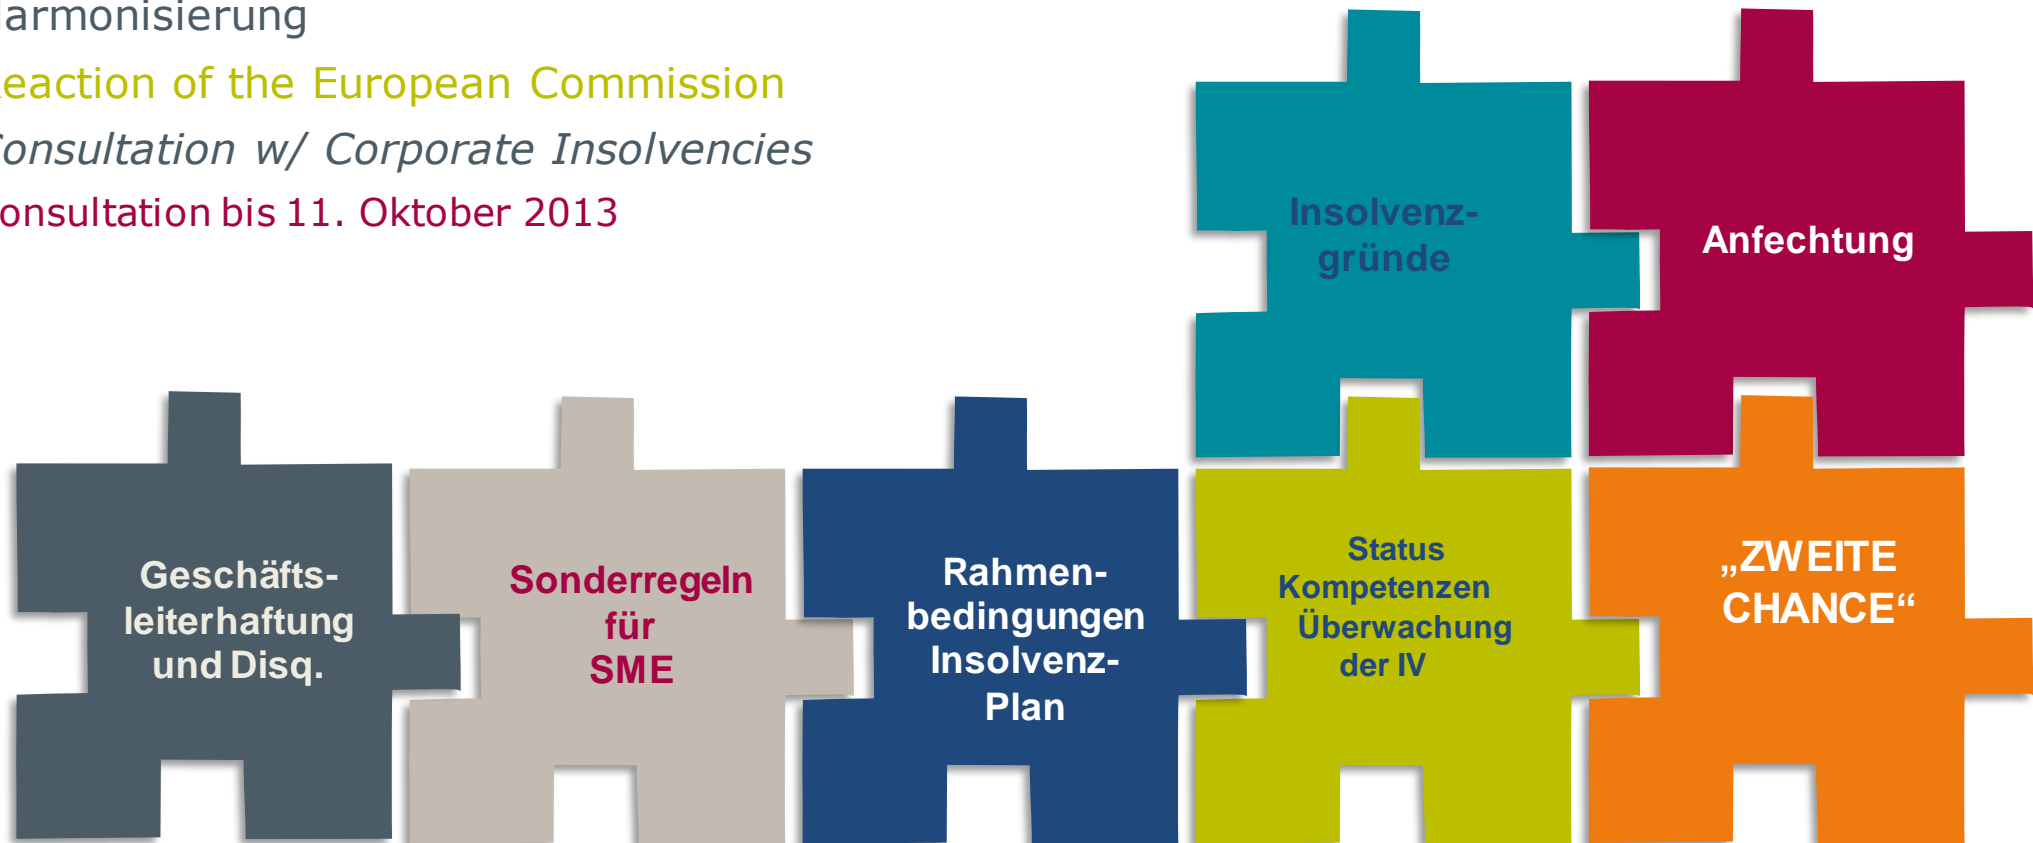 armonisierung
eaction of the European Commission
onsultation w/ Corporate Insolvencies
onsultation bis 11. Oktober 2013
Insolvenz-
gründe
Anfechtung
Geschäfts-
leiterhaftung
und Disq.
Sonderregeln
für
SME
Rahmen-
bedingungen
Insolvenz-
Plan
Status
Kompetenzen
Überwachung
der IV
„ZWEITE
CHANCE“